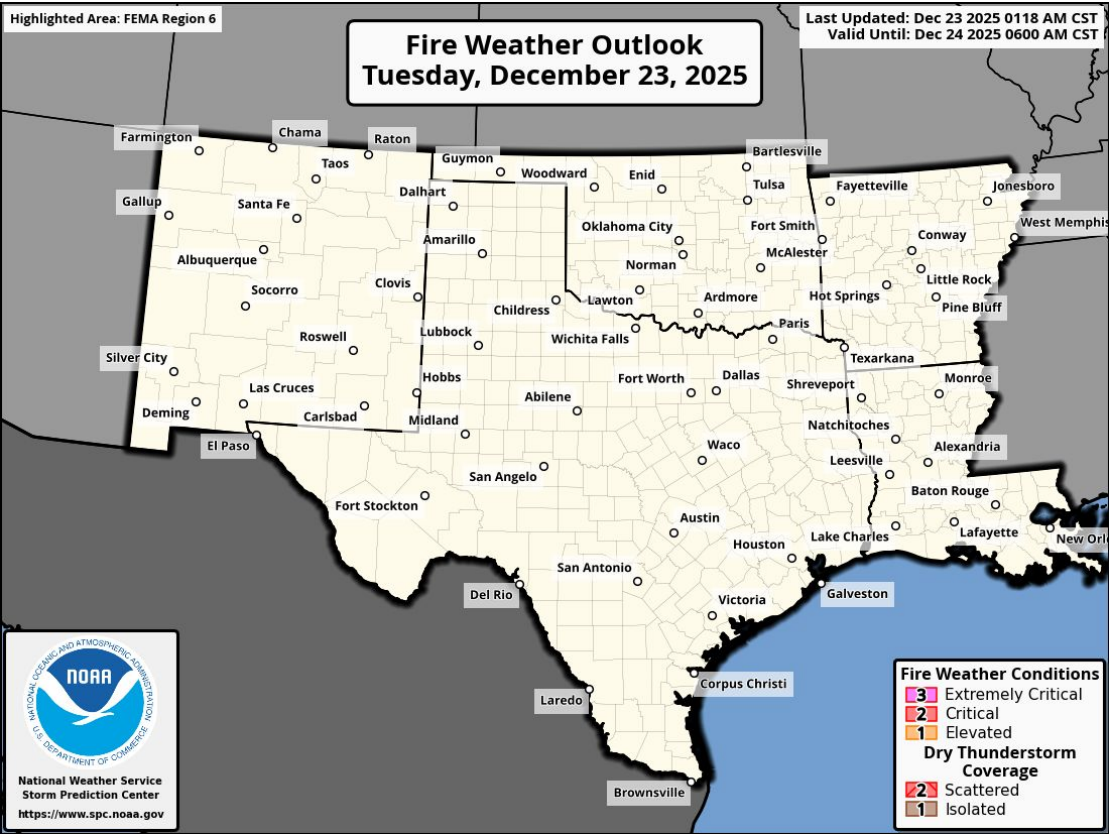 Highlighted Area: FEMA Region 6
Fire Weather Outlook
Tuesday, December 23, 2025
Last Updated: Dec 23 2025 0118 AM CST
Valid Until: Dec 24 2025 0600 AM CST
Farmington
Chama
Raton
Taos
Guymon
Woodward
Enid
Bartlesville
Dalhart
Tulsa
Fayetteville
Jonesboro
Gallup
Santa Fe
West Memphis
Oklahoma City
Fort Smith
Amarillo
Conway
Albuquerque
Norman
McAlester
Socorro
Clovis
Little Rock
Childress
Lawton
Ardmore
Hot Springs
Pine Bluff
Roswell
Lubbock
Wichita Falls
Paris
Silver City
Texarkana
Las Cruces
Hobbs
Fort Worth
Dallas
Shreveport
Monroe
Deming
Carlsbad
Midland
Abilene
Natchitoches
El Paso
Waco
Alexandria
San Angelo
Leesville
Fort Stockton
Baton Rouge
Austin
Houston
Lake Charles
Lafayette
New Orl
San Antonio
Del Rio
Victoria
Galveston
Laredo
Corpus Christi
Brownsville
NATIONAL OCEANIC AND ATMOSPHERIC ADMINISTRATION
NOAA
U.S. DEPARTMENT OF COMMERCE
National Weather Service
Storm Prediction Center
https://www.spc.noaa.gov
Fire Weather Conditions
3 Extremely Critical
2 Critical
1 Elevated
Dry Thunderstorm
Coverage
2 Scattered
1 Isolated